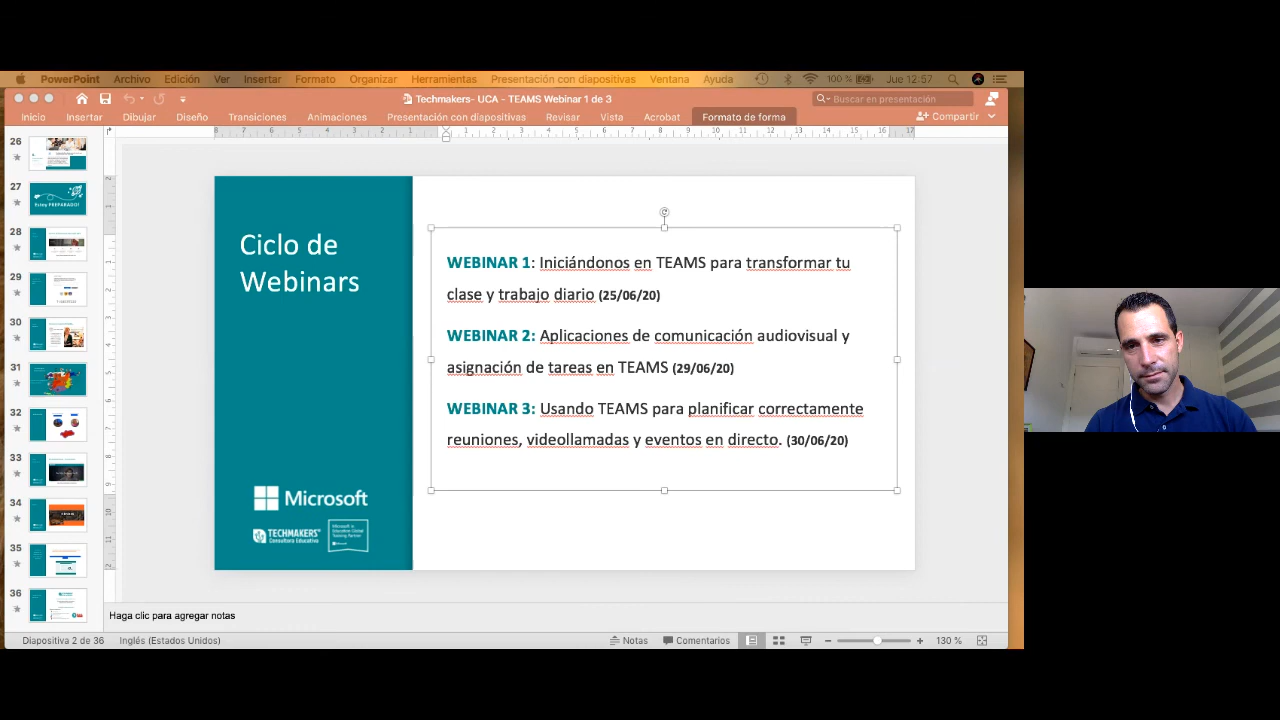 PowerPoint Archivo Edición Ver Insertar Formato Organizar Herramientas Presentación con diapositivas Ventana Ayuda 100 % Jue 12:57
Techmakers- UCA - TEAMS Webinar 1 de 3
Buscar en presentación
Inicio Insertar Dibujar Diseño Transiciones Animaciones Presentación con diapositivas Revisar Vista Acrobat Formato de forma Compartir
26
27
Estoy PREPARADO!
28
29
30
31
32
33
34
35
36
Ciclo de
Webinars
Microsoft
TECHMAKERS
Consultora Educativa
WEBINAR 1: Iniciándonos en TEAMS para transformar tu
clase y trabajo diario (25/06/20)
WEBINAR 2: Aplicaciones de comunicación audiovisual y
asignación de tareas en TEAMS (29/06/20)
WEBINAR 3: Usando TEAMS para planificar correctamente
reuniones, videollamadas y eventos en directo. (30/06/20)
Haga clic para agregar notas
Diapositiva 2 de 36 Inglés (Estados Unidos) Notas Comentarios 130 %